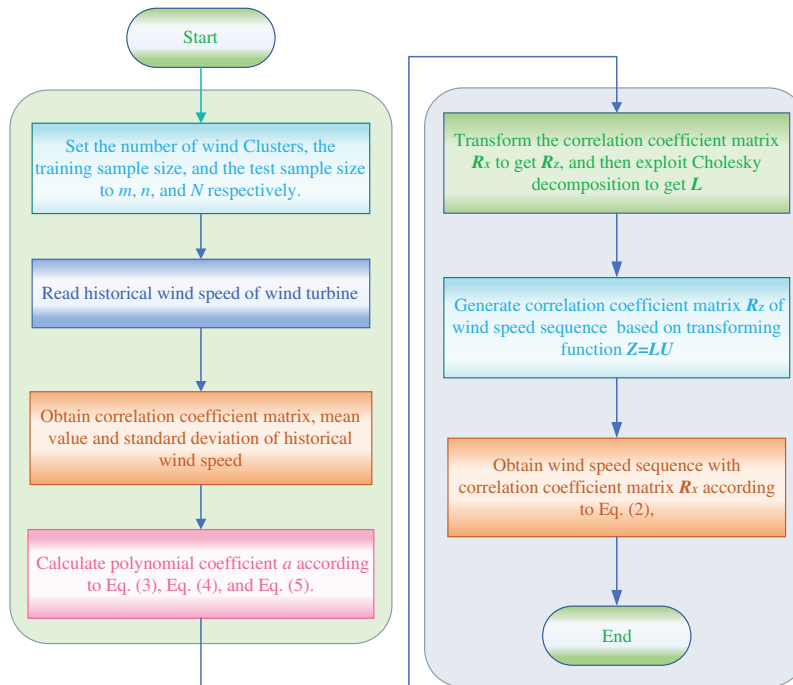 Start
Set the number of wind Clusters, the
training sample size, and the test sample size
to m, n, and N respectively.
Read historical wind speed of wind turbine
Obtain correlation coefficient matrix, mean
value and standard deviation of historical
wind speed
Calculate polynomial coefficient a according
to Eq. (3), Eq. (4), and Eq. (5).
Transform the correlation coefficient matrix
Rx to get Rz, and then exploit Cholesky
decomposition to get L
Generate correlation coefficient matrix Rz of
wind speed sequence based on transforming
function Z=LU
Obtain wind speed sequence with
correlation coefficient matrix Rx according
to Eq. (2),
End